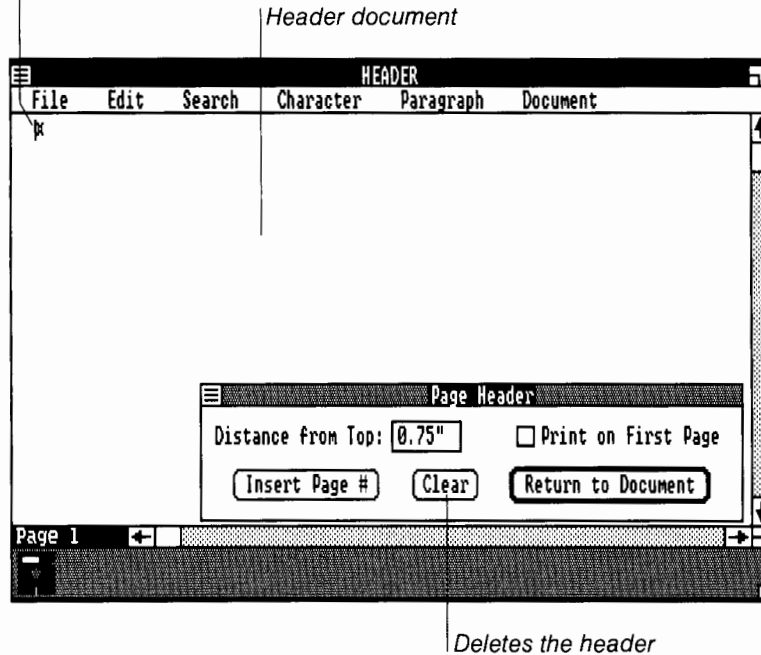 Header document
HEADER
File Edit Search Character Paragraph Document
¤
Page Header
Distance from Top: 0.75" Print on First Page
Insert Page # Clear Return to Document
Page 1
Deletes the header